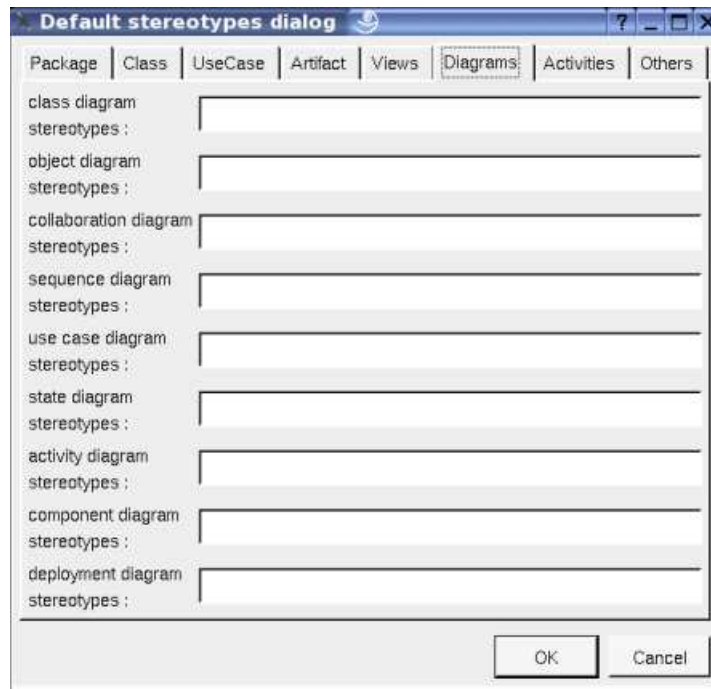 Default stereotypes dialog
Package Class UseCase Artifact Views Diagrams Activities Others
class diagram
stereotypes :
object diagram
stereotypes :
collaboration diagram
stereotypes :
sequence diagram
stereotypes :
use case diagram
stereotypes :
state diagram
stereotypes :
activity diagram
stereotypes :
component diagram
stereotypes :
deployment diagram
stereotypes :
OK Cancel